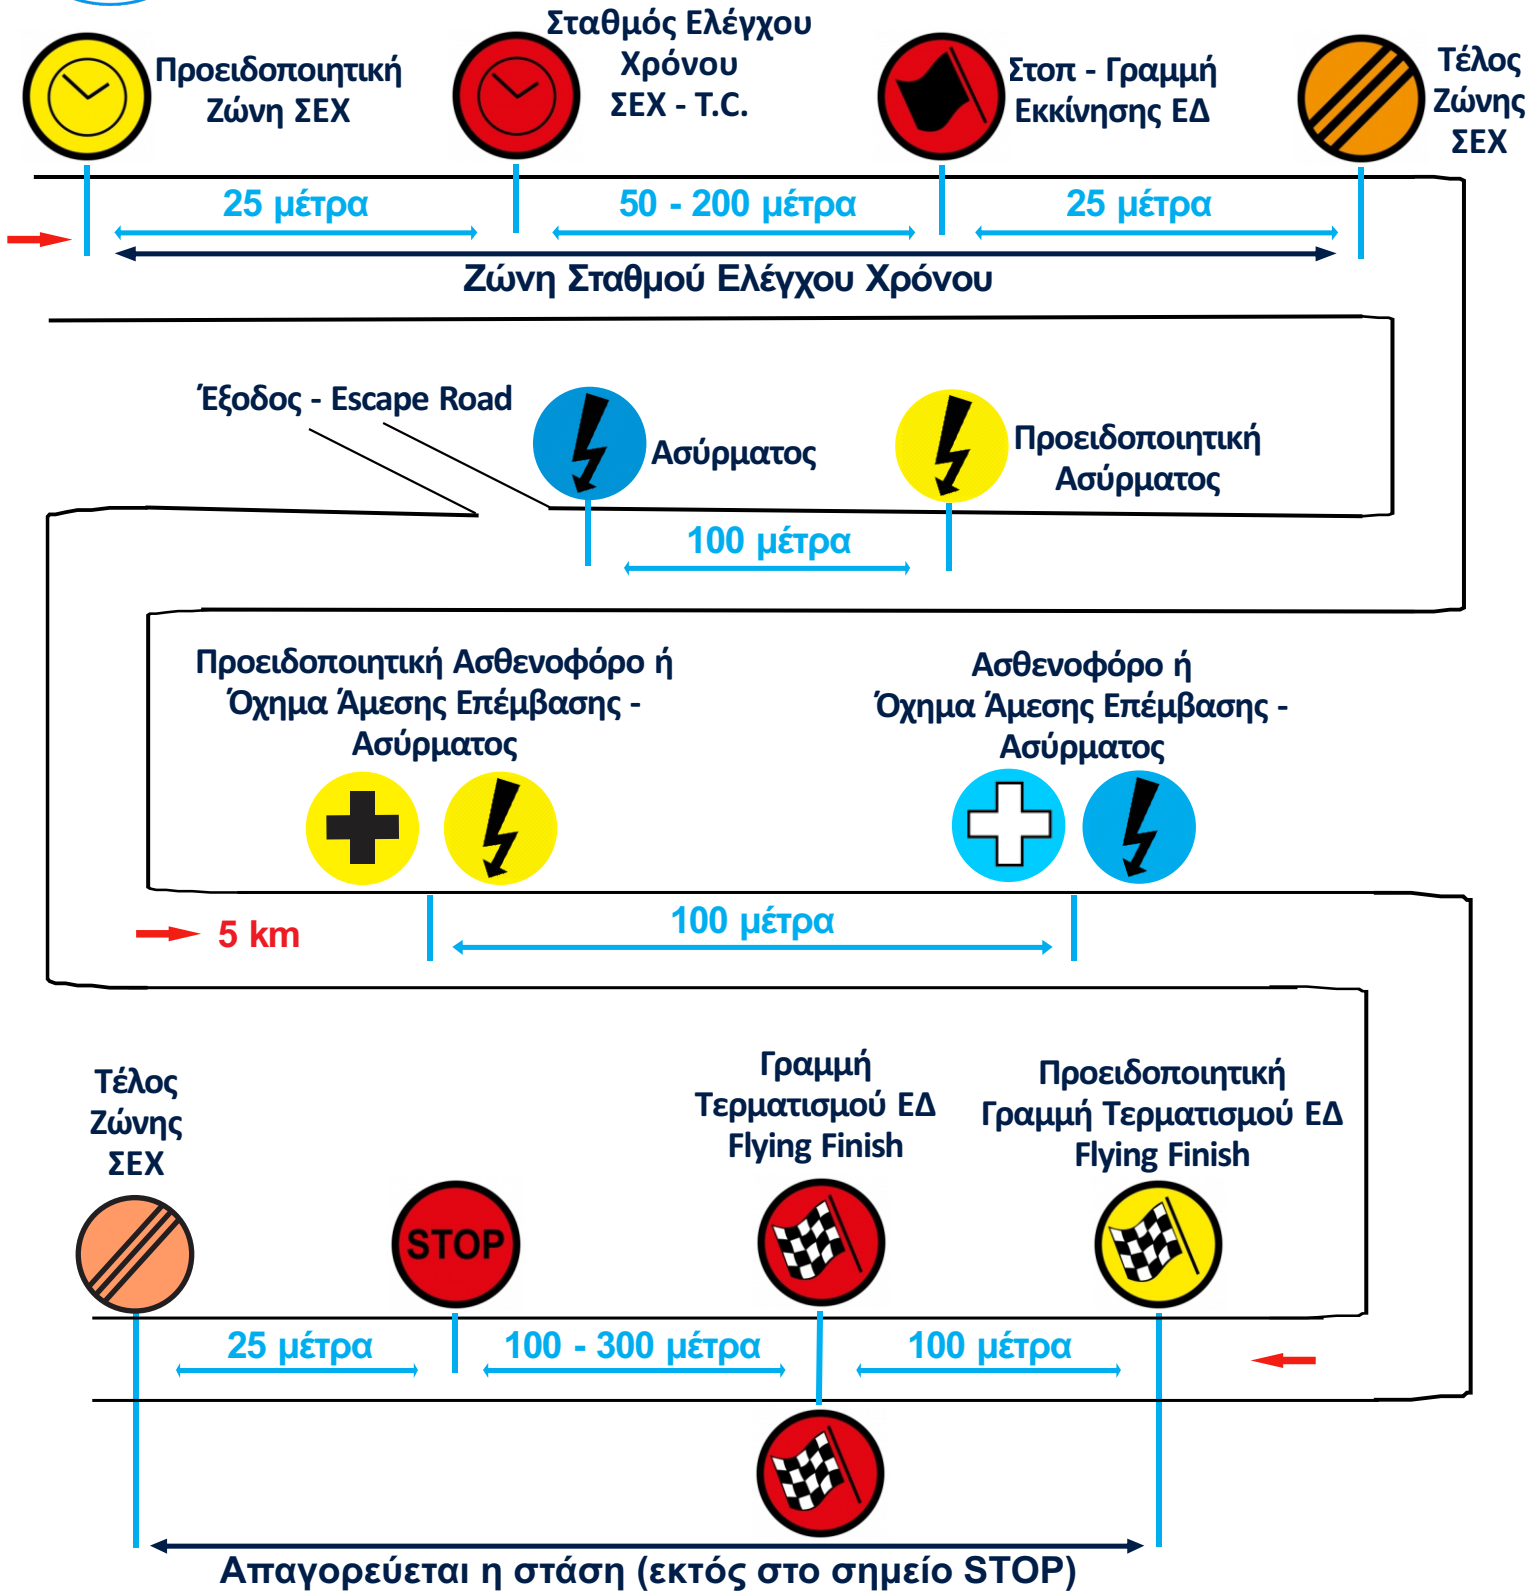 Προειδοποιητική
Ζώνη ΣΕΧ
Σταθμός Ελέγχου
Χρόνου
ΣΕΧ - T.C.
Στοπ - Γραμμή
Εκκίνησης ΕΔ
Τέλος
Ζώνης
ΣΕΧ
25 μέτρα
50 - 200 μέτρα
25 μέτρα
Ζώνη Σταθμού Ελέγχου Χρόνου
Έξοδος - Escape Road
Ασύρματος
Προειδοποιητική
Ασύρματος
100 μέτρα
Προειδοποιητική Ασθενοφόρο ή
Όχημα Άμεσης Επέμβασης -
Ασύρματος
Ασθενοφόρο ή
Όχημα Άμεσης Επέμβασης -
Ασύρματος
5 km
100 μέτρα
Τέλος
Ζώνης
ΣΕΧ
Γραμμή
Τερματισμού ΕΔ
Flying Finish
Προειδοποιητική
Γραμμή Τερματισμού ΕΔ
Flying Finish
STOP
25 μέτρα
100 - 300 μέτρα
100 μέτρα
Απαγορεύεται η στάση (εκτός στο σημείο STOP)